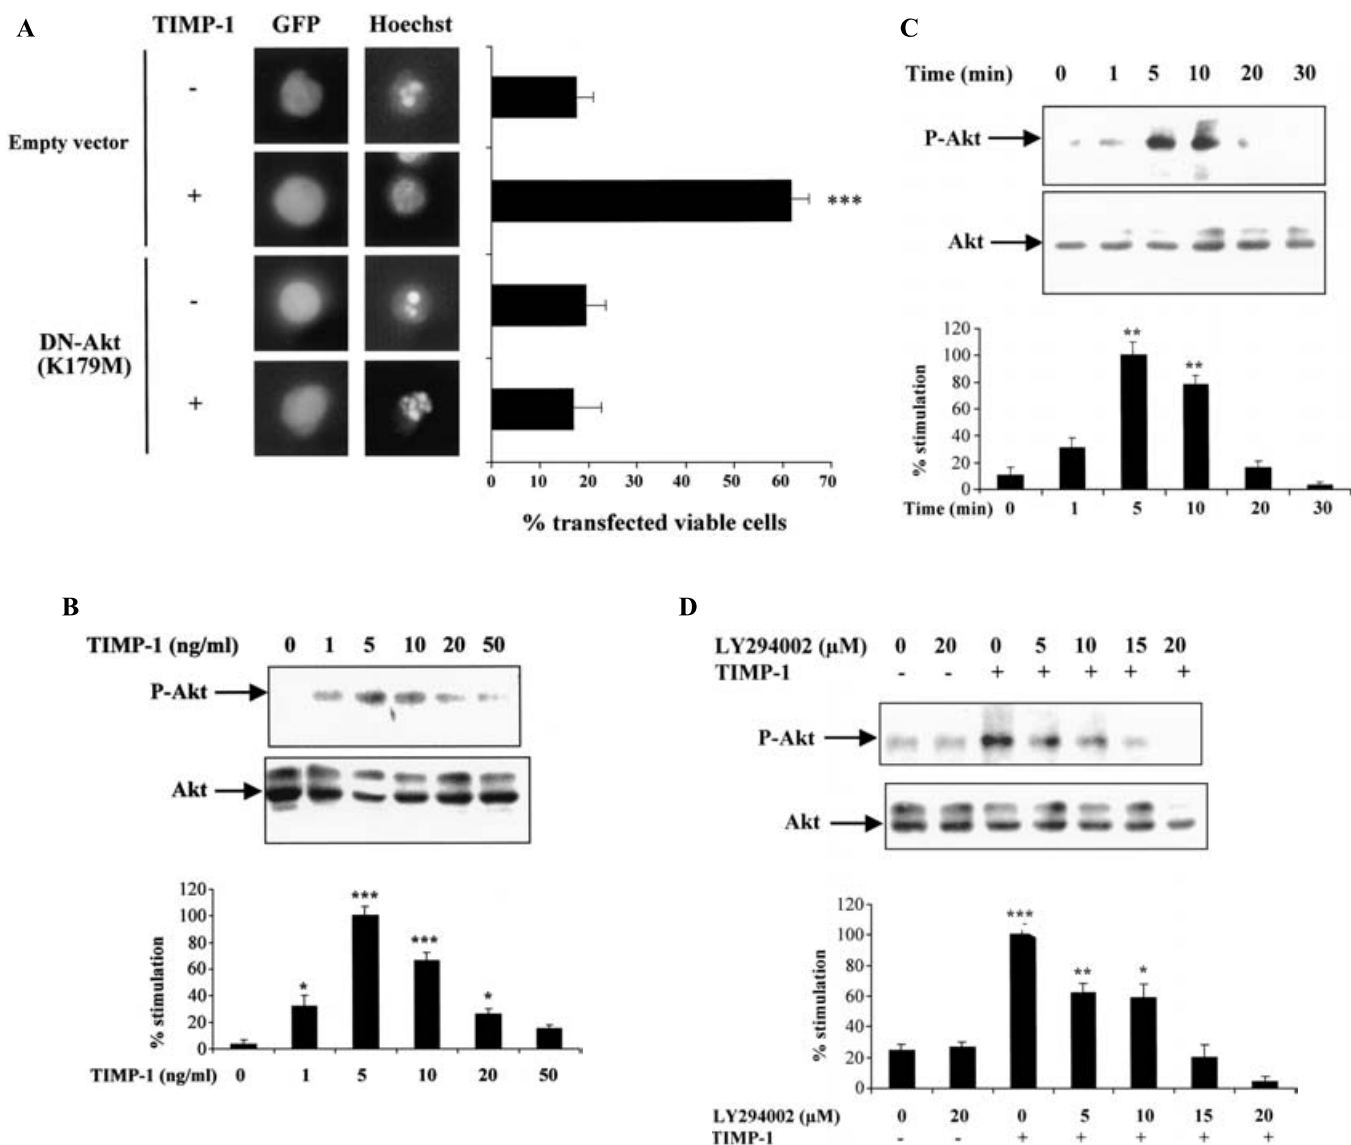 A
TIMP-1 GFP Hoechst
-
Empty vector
+
-
DN-Akt
(K179M)
+
***
0 10 20 30 40 50 60 70
% transfected viable cells
C
Time (min) 0 1 5 10 20 30
P-Akt
Akt
120
100
80
60
40
20
0
% stimulation
** **
Time (min) 0 1 5 10 20 30
B
TIMP-1 (ng/ml) 0 1 5 10 20 50
P-Akt
Akt
120
100
80
60
40
20
0
% stimulation
* *** *** *
TIMP-1 (ng/ml) 0 1 5 10 20 50
D
LY294002 (μM) 0 20 0 5 10 15 20
TIMP-1 - - + + + + +
P-Akt
Akt
120
100
80
60
40
20
0
% stimulation
*** ** *
LY294002 (μM) 0 20 0 5 10 15 20
TIMP-1 - - + + + + +